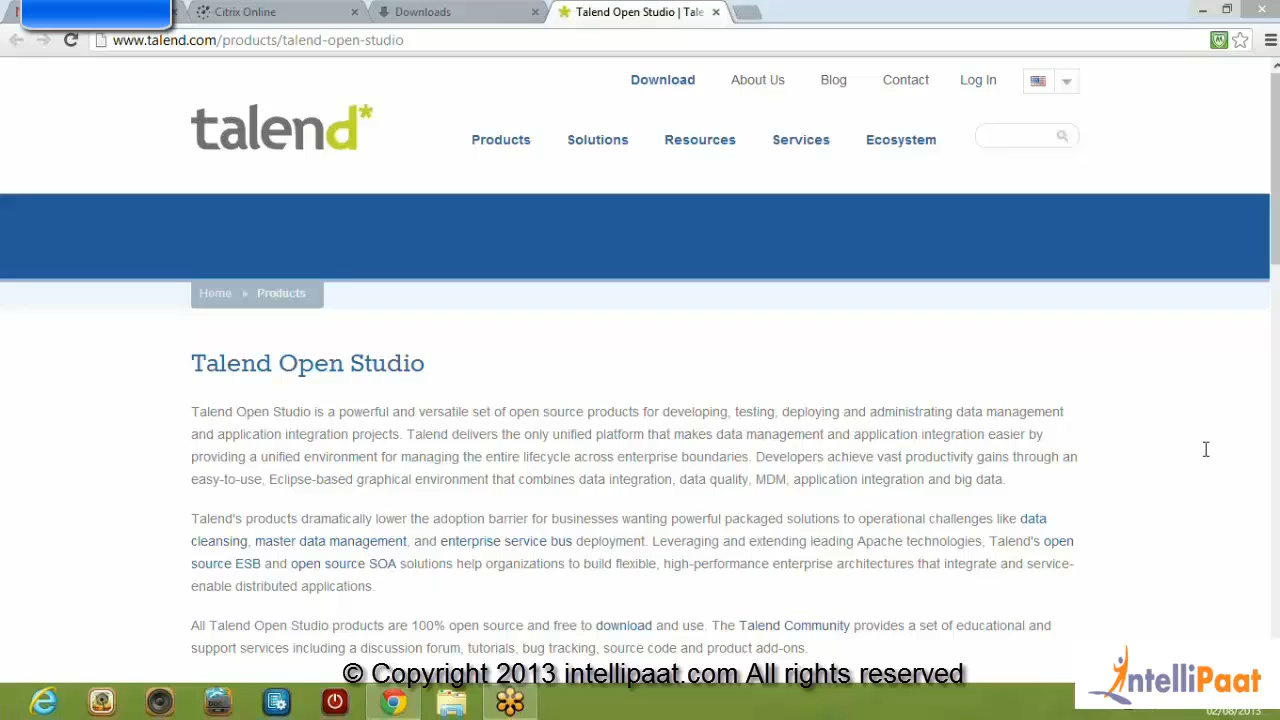 Citrix Online
Downloads
Talend Open Studio | Tale
www.talend.com/products/talend-open-studio
Download About Us Blog Contact Log In
talend*
Products Solutions Resources Services Ecosystem
Home » Products
Talend Open Studio
Talend Open Studio is a powerful and versatile set of open source products for developing, testing, deploying and administrating data management
and application integration projects. Talend delivers the only unified platform that makes data management and application integration easier by
providing a unified environment for managing the entire lifecycle across enterprise boundaries. Developers achieve vast productivity gains through an
easy-to-use, Eclipse-based graphical environment that combines data integration, data quality, MDM, application integration and big data.
Talend's products dramatically lower the adoption barrier for businesses wanting powerful packaged solutions to operational challenges like data
cleansing, master data management, and enterprise service bus deployment. Leveraging and extending leading Apache technologies, Talend's open
source ESB and open source SOA solutions help organizations to build flexible, high-performance enterprise architectures that integrate and service-
enable distributed applications.
All Talend Open Studio products are 100% open source and free to download and use. The Talend Community provides a set of educational and
support services including a discussion forum, tutorials, bug tracking, source code and product add-ons.
© Copyright 2013 intellipaat.com All rights reserved
IntelliPaat
DOC
02/08/2013